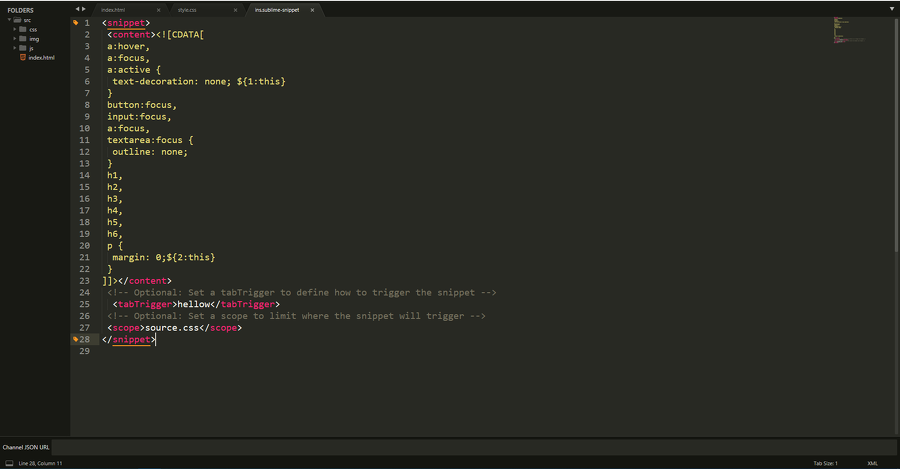 FOLDERS
src
css
img
js
index.html
index.html
style.css
ins.sublime-snippet
1 <snippet>
2 <content><![CDATA[
3 a:hover,
4 a:focus,
5 a:active {
6 text-decoration: none; ${1:this}
7 }
8 button:focus,
9 input:focus,
10 a:focus,
11 textarea:focus {
12 outline: none;
13 }
14 h1,
15 h2,
16 h3,
17 h4,
18 h5,
19 h6,
20 p {
21 margin: 0;${2:this}
22 }
23 ]]></content>
24 <!-- Optional: Set a tabTrigger to define how to trigger the snippet -->
25 <tabTrigger>hellow</tabTrigger>
26 <!-- Optional: Set a scope to limit where the snippet will trigger -->
27 <scope>source.css</scope>
28 </snippet>
29
Channel JSON URL
Line 28, Column 11
Tab Size: 1
XML